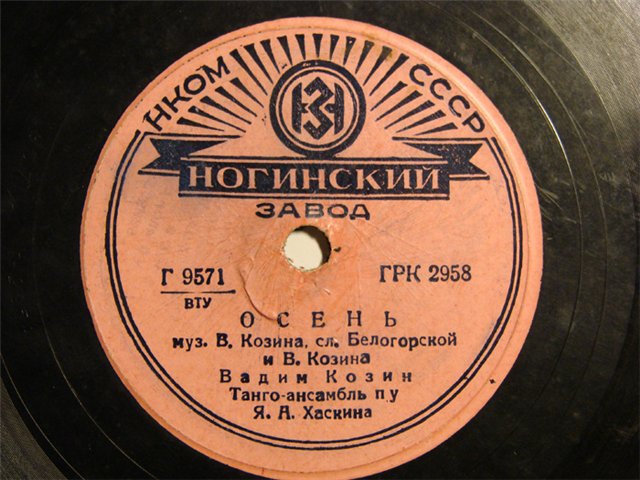 НКОМ СССР
НЗ
НОГИНСКИЙ
ЗАВОД
Г 9571 ГРК 2958
ВТУ
ОСЕНЬ
муз. В. Козина, сл. Белогорской
и В. Козина
Вадим Козин
Танго-ансамбль п у
Я. А. Хаскина